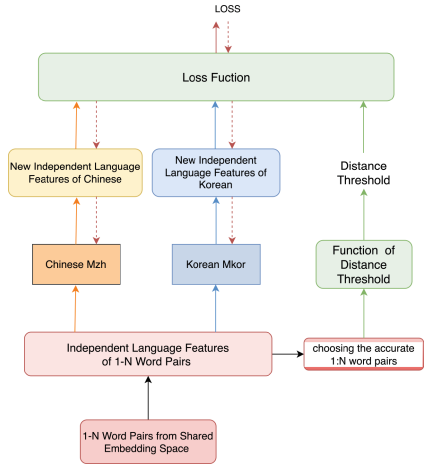 LOSS
Loss Fuction
New Independent Language
Features of Chinese
New Independent
Language Features of
Korean
Distance
Threshold
Chinese Mzh
Korean Mkor
Function of
Distance
Threshold
Independent Language Features
of 1-N Word Pairs
choosing the accurate
1:N word pairs
1-N Word Pairs from Shared
Embedding Space